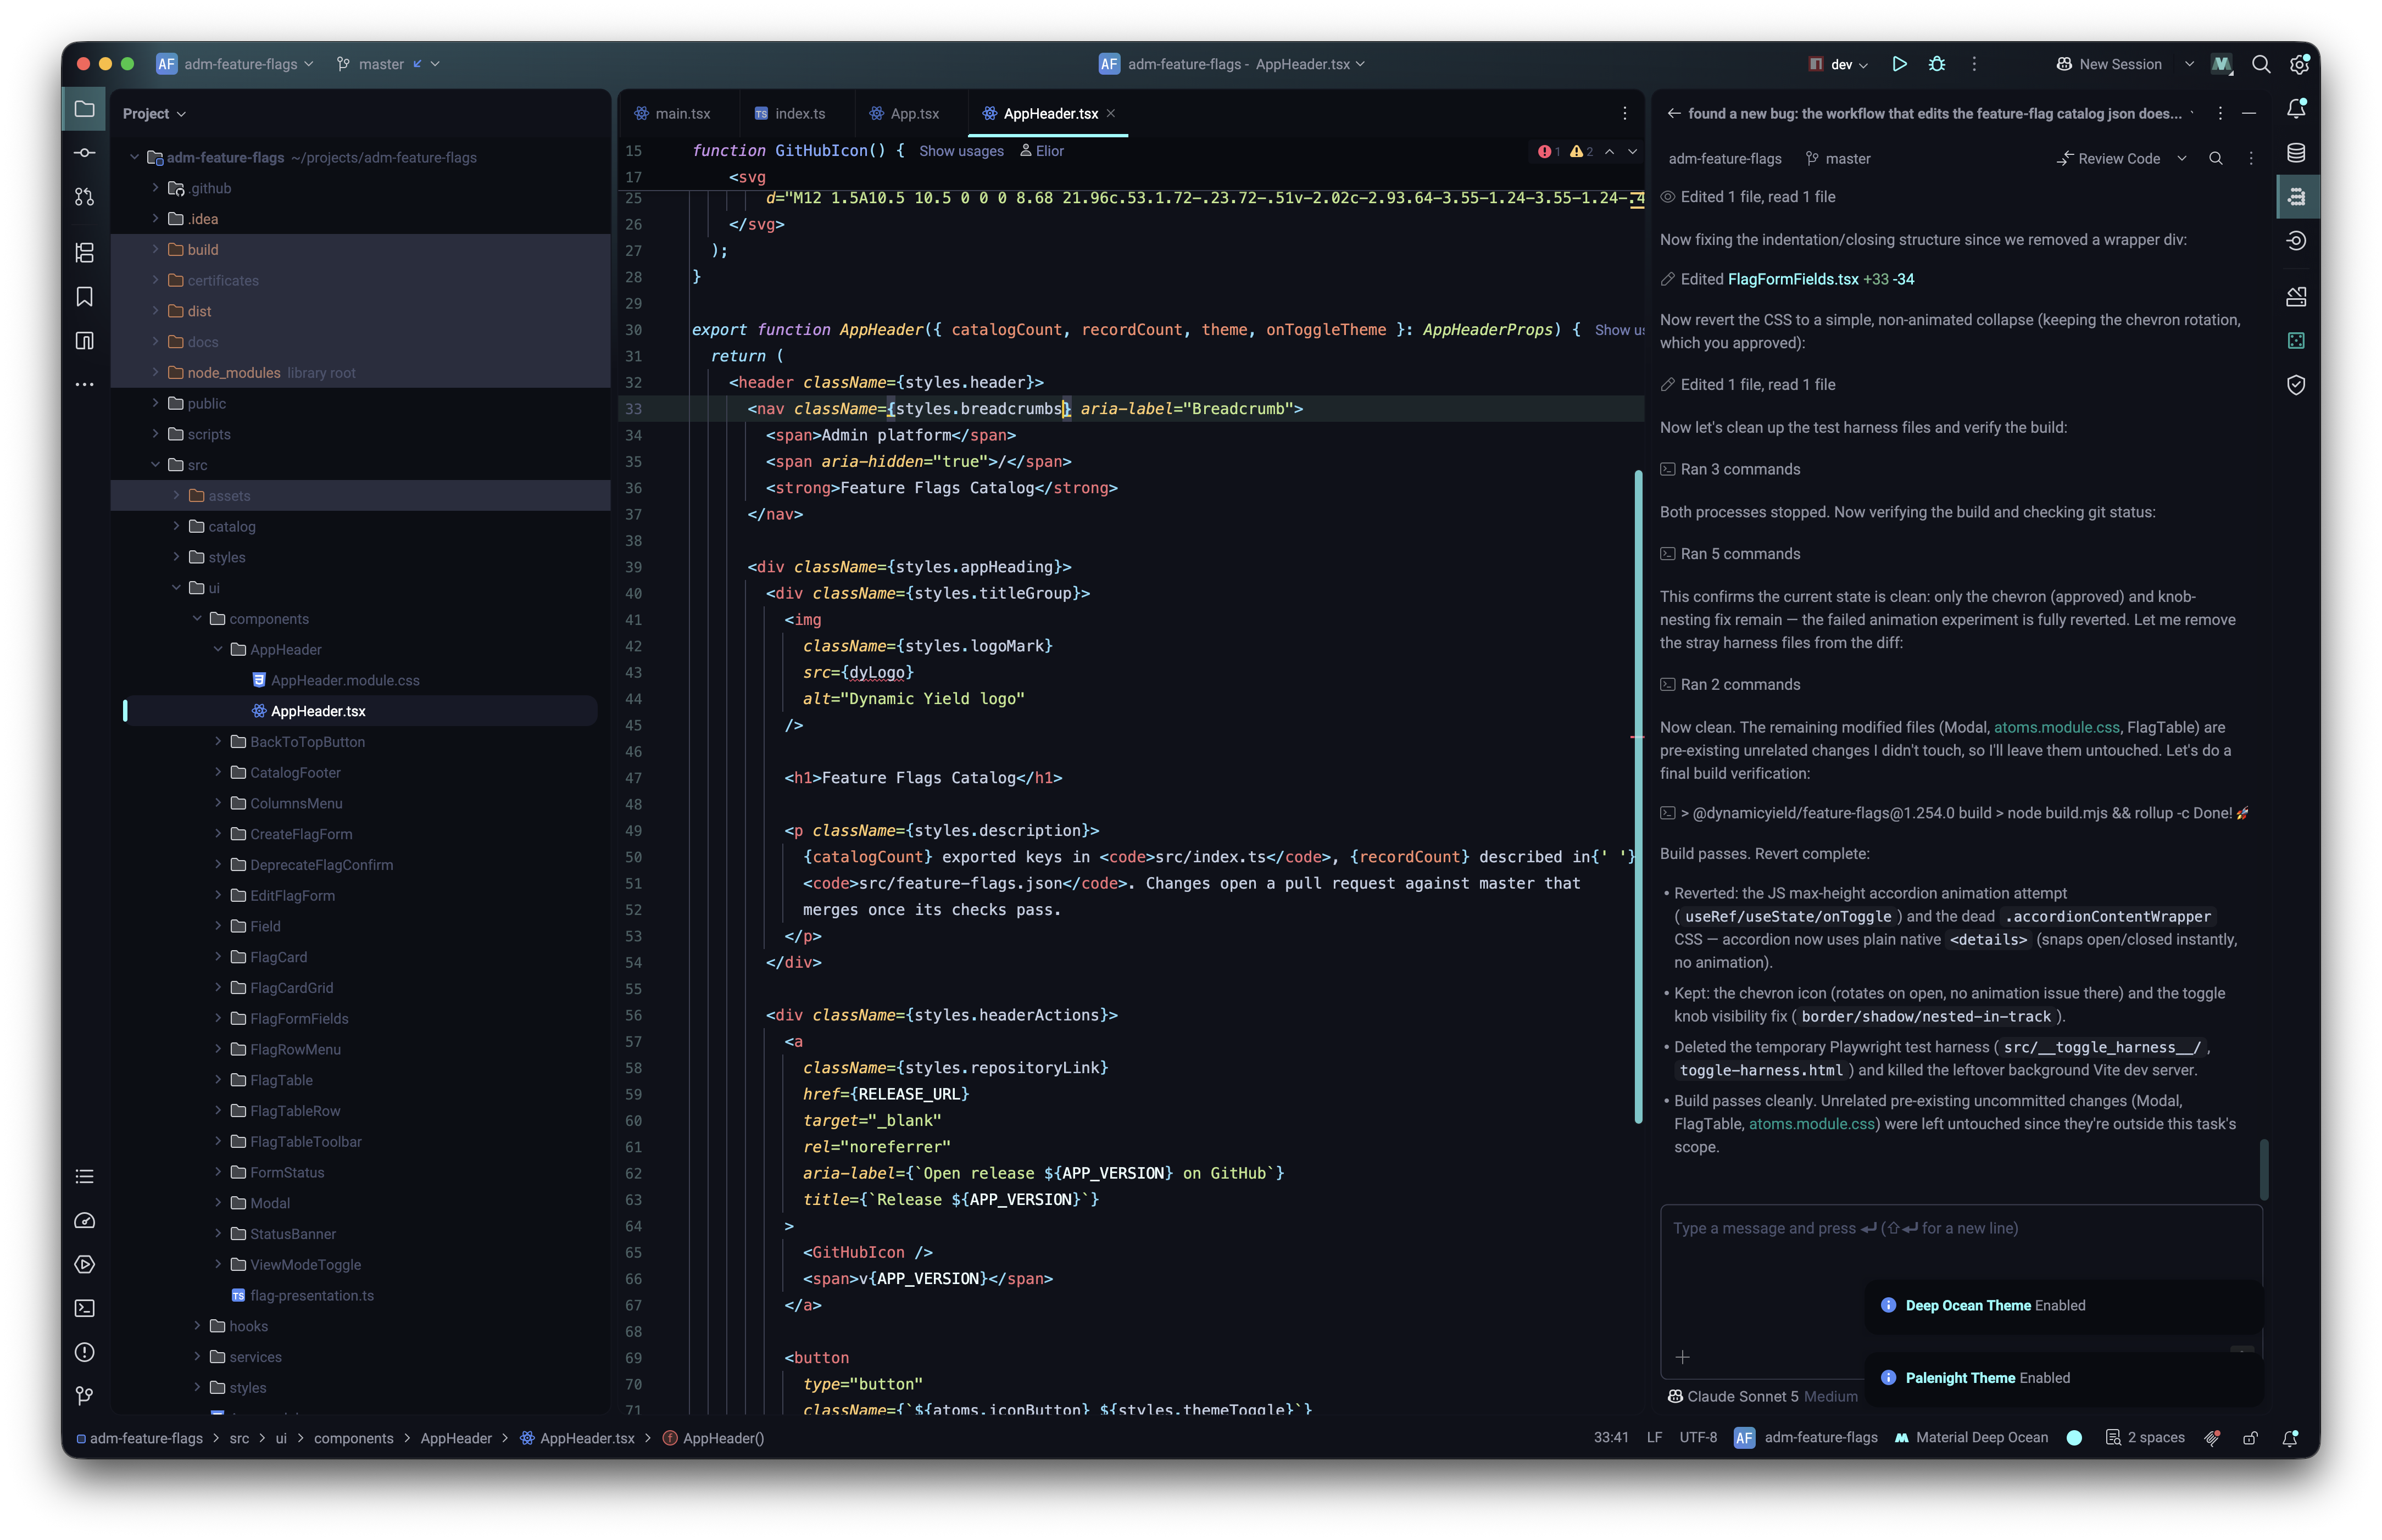 AF adm-feature-flags master
AF adm-feature-flags - AppHeader.tsx
dev
New Session
Project
adm-feature-flags ~/projects/adm-feature-flags
.github
.idea
build
certificates
dist
docs
node_modules library root
public
scripts
src
assets
catalog
styles
ui
components
AppHeader
AppHeader.module.css
AppHeader.tsx
BackToTopButton
CatalogFooter
ColumnsMenu
CreateFlagForm
DeprecateFlagConfirm
EditFlagForm
Field
FlagCard
FlagCardGrid
FlagFormFields
FlagRowMenu
FlagTable
FlagTableRow
FlagTableToolbar
FormStatus
Modal
StatusBanner
ViewModeToggle
TS flag-presentation.ts
hooks
services
styles
main.tsx TS index.ts App.tsx AppHeader.tsx
15 function GitHubIcon() { Show usages Elior
1 2
17 <svg
25 d="M12 1.5A10.5 10.5 0 0 0 8.68 21.96c.53.1.72-.23.72-.51v-2.02c-2.93.64-3.55-1.24-3.55-1.24-.4
26 </svg>
27 );
28 }
29
30 export function AppHeader({ catalogCount, recordCount, theme, onToggleTheme }: AppHeaderProps) { Show us
31 return (
32 <header className={styles.header}>
33 <nav className={styles.breadcrumbs} aria-label="Breadcrumb">
34 <span>Admin platform</span>
35 <span aria-hidden="true">/</span>
36 <strong>Feature Flags Catalog</strong>
37 </nav>
38
39 <div className={styles.appHeading}>
40 <div className={styles.titleGroup}>
41 <img
42 className={styles.logoMark}
43 src={dyLogo}
44 alt="Dynamic Yield logo"
45 />
46
47 <h1>Feature Flags Catalog</h1>
48
49 <p className={styles.description}>
50 {catalogCount} exported keys in <code>src/index.ts</code>, {recordCount} described in{' '}
51 <code>src/feature-flags.json</code>. Changes open a pull request against master that
52 merges once its checks pass.
53 </p>
54 </div>
55
56 <div className={styles.headerActions}>
57 <a
58 className={styles.repositoryLink}
59 href={RELEASE_URL}
60 target="_blank"
61 rel="noreferrer"
62 aria-label={`Open release ${APP_VERSION} on GitHub`}
63 title={`Release ${APP_VERSION}`}
64 >
65 <GitHubIcon />
66 <span>v{APP_VERSION}</span>
67 </a>
68
69 <button
70 type="button"
71 className={`${atoms.iconButton} ${styles.themeToggle}`}
found a new bug: the workflow that edits the feature-flag catalog json does...
adm-feature-flags master Review Code
Edited 1 file, read 1 file
Now fixing the indentation/closing structure since we removed a wrapper div:
Edited FlagFormFields.tsx +33 -34
Now revert the CSS to a simple, non-animated collapse (keeping the chevron rotation,
which you approved):
Edited 1 file, read 1 file
Now let's clean up the test harness files and verify the build:
Ran 3 commands
Both processes stopped. Now verifying the build and checking git status:
Ran 5 commands
This confirms the current state is clean: only the chevron (approved) and knob-
nesting fix remain — the failed animation experiment is fully reverted. Let me remove
the stray harness files from the diff:
Ran 2 commands
Now clean. The remaining modified files (Modal, atoms.module.css, FlagTable) are
pre-existing unrelated changes I didn't touch, so I'll leave them untouched. Let's do a
final build verification:
> @dynamicyield/feature-flags@1.254.0 build > node build.mjs && rollup -c Done! 🚀
Build passes. Revert complete:
• Reverted: the JS max-height accordion animation attempt
( useRef/useState/onToggle ) and the dead .accordionContentWrapper
CSS — accordion now uses plain native <details> (snaps open/closed instantly,
no animation).
• Kept: the chevron icon (rotates on open, no animation issue there) and the toggle
knob visibility fix ( border/shadow/nested-in-track ).
• Deleted the temporary Playwright test harness ( src/__toggle_harness__/ ,
toggle-harness.html ) and killed the leftover background Vite dev server.
• Build passes cleanly. Unrelated pre-existing uncommitted changes (Modal,
FlagTable, atoms.module.css) were left untouched since they're outside this task's
scope.
Type a message and press ↵ (⇧↵ for a new line)
Deep Ocean Theme Enabled
Palenight Theme Enabled
Claude Sonnet 5 Medium
adm-feature-flags > src > ui > components > AppHeader > AppHeader.tsx > f AppHeader()
33:41 LF UTF-8 AF adm-feature-flags Material Deep Ocean 2 spaces